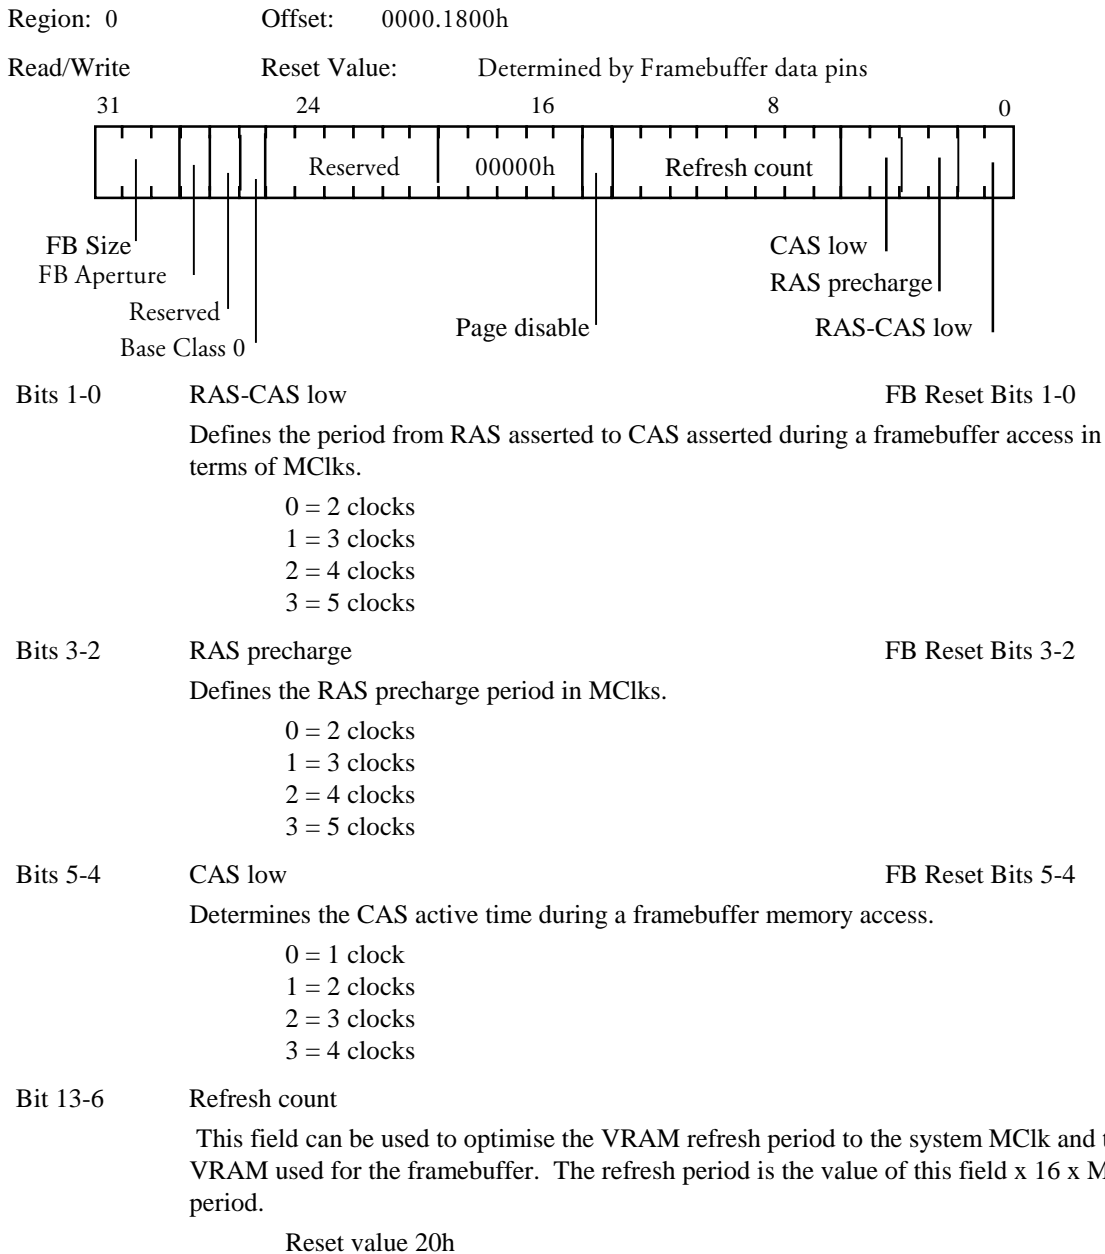 Region: 0 Offset: 0000.1800h
Read/Write Reset Value: Determined by Framebuffer data pins
31 24 16 8 0
Reserved 00000h Refresh count
FB Size CAS low
FB Aperture RAS precharge
Reserved
Page disable RAS-CAS low
Base Class 0
Bits 1-0 RAS-CAS low FB Reset Bits 1-0
Defines the period from RAS asserted to CAS asserted during a framebuffer access in
terms of MClks.
0 = 2 clocks
1 = 3 clocks
2 = 4 clocks
3 = 5 clocks
Bits 3-2 RAS precharge FB Reset Bits 3-2
Defines the RAS precharge period in MClks.
0 = 2 clocks
1 = 3 clocks
2 = 4 clocks
3 = 5 clocks
Bits 5-4 CAS low FB Reset Bits 5-4
Determines the CAS active time during a framebuffer memory access.
0 = 1 clock
1 = 2 clocks
2 = 3 clocks
3 = 4 clocks
Bit 13-6 Refresh count
This field can be used to optimise the VRAM refresh period to the system MClk and
VRAM used for the framebuffer. The refresh period is the value of this field x 16 x
period.
Reset value 20h